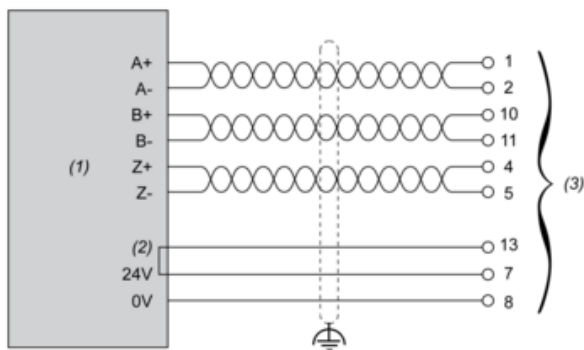 A+ 1
A- 2
B+ 10
B- 11
(1) Z+ 4 (3)
Z- 5
(2) 13
24V 7
0V 8